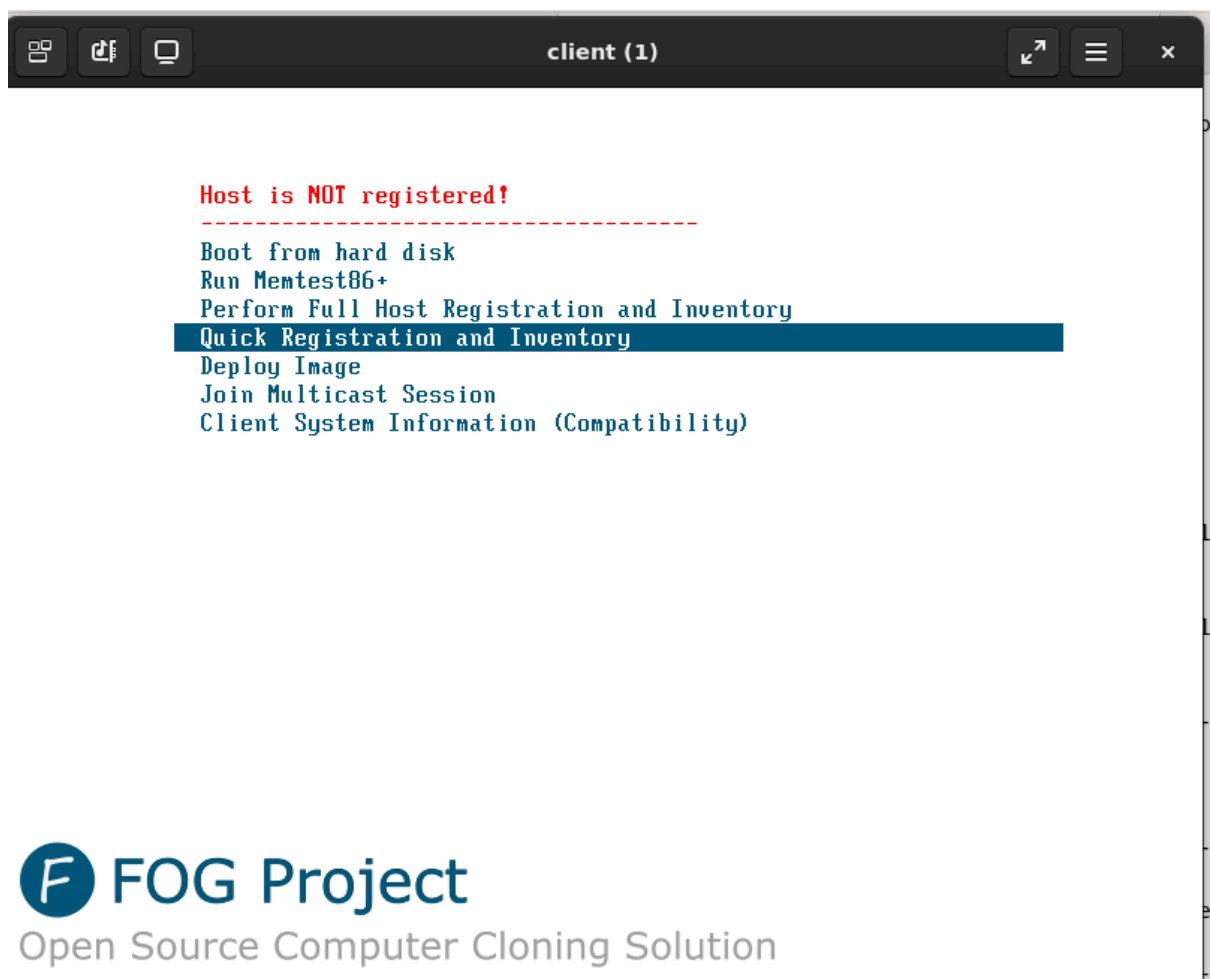 client (1)
Host is NOT registered!
-------------------------------------
Boot from hard disk
Run Memtest86+
Perform Full Host Registration and Inventory
Quick Registration and Inventory
Deploy Image
Join Multicast Session
Client System Information (Compatibility)
FOG Project
Open Source Computer Cloning Solution